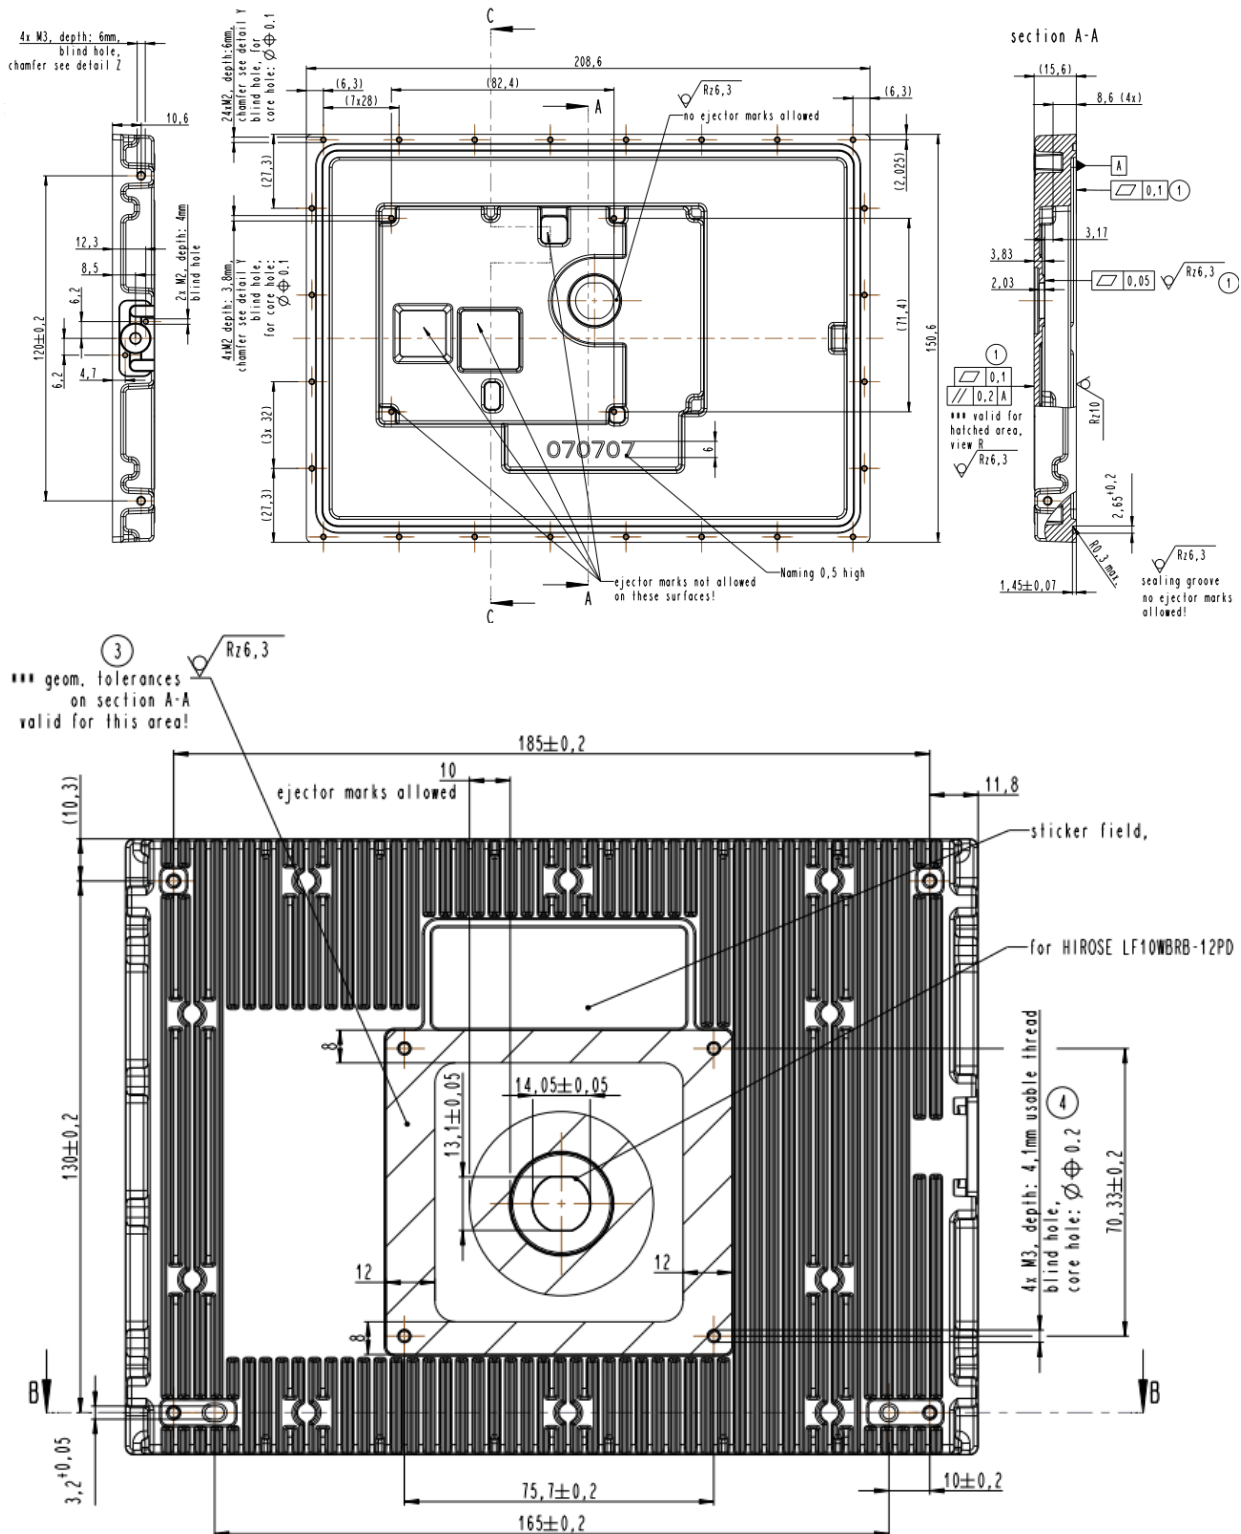 4x M3, depth: 6mm,
blind hole,
chamfer see detail Z
10,6
120±0,2
12,3
8,5
6,2
6,2
4,7
2x M2, depth: 4mm
blind hole
24xM2, depth:6mm,
chamfer see detail Y
blind hole, for
core hole: ⌀ ⌖ 0.1
C
208,6
(6,3)
(82,4)
(7x28)
A
Rz6,3
no ejector marks allowed
(6,3)
(27,3)
(2,025)
4xM2 depth: 3,8mm,
chamfer see detail Y
blind hole,
for core hole:
⌀ ⌖ 0.1
(71,4)
150,6
(3x 32)
070707
6
(27,3)
Naming 0,5 high
ejector marks not allowed
on these surfaces!
A
C
section A-A
(15,6)
8,6 (4x)
A
0,1
1
3,17
3,83
0,05
Rz6,3
1
2,03
1
0,1
// 0,2 A
*** valid for
hatched area,
view R
Rz6,3
Rz10
2,65+0,2
R0,3 max.
1,45±0,07
Rz6,3
sealing groove
no ejector marks
allowed!
3
Rz6,3
*** geom. tolerances
on section A-A
valid for this area!
185±0,2
10
11,8
ejector marks allowed
(10,3)
sticker field,
for HIROSE LF10WBRB-12PD
8
14,05±0,05
13,1±0,05
130±0,2
4x M3, depth: 4,1mm usable thread
blind hole,
core hole: ⌀ ⌖ 0.2
4
70,33±0,2
12
12
8
B
B
3,2+0,05
75,7±0,2
10±0,2
165±0,2